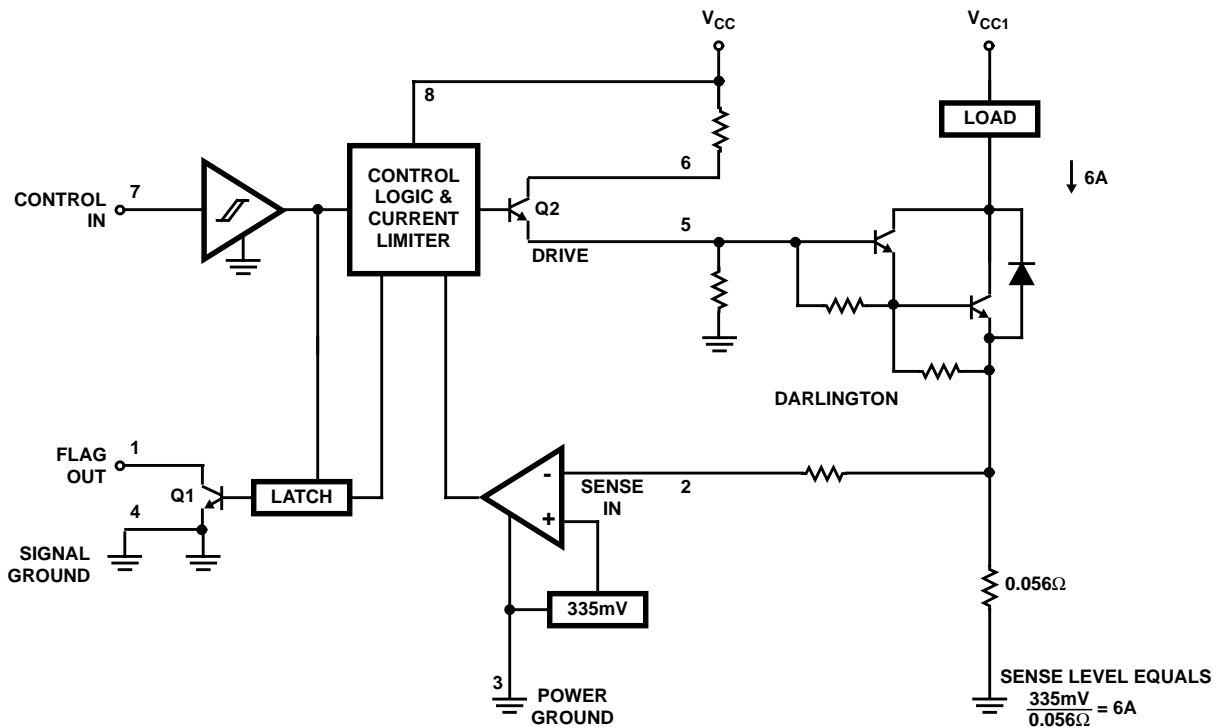 VCC
VCC1
8
LOAD
6
6A
CONTROL
IN
7
CONTROL
LOGIC &
CURRENT
LIMITER
Q2
5
DRIVE
DARLINGTON
FLAG
OUT
1
Q1
LATCH
4
SIGNAL
GROUND
-
+
SENSE
IN
2
335mV
3
POWER
GROUND
0.056Ω
SENSE LEVEL EQUALS
335mV
0.056Ω
= 6A